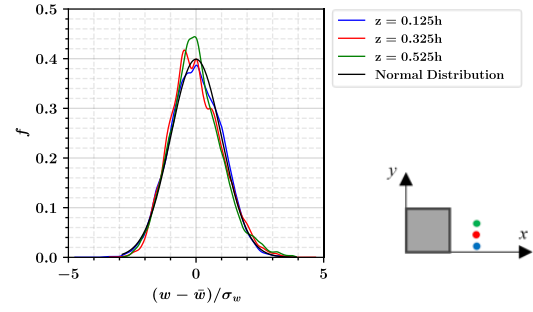 0.5
0.4
0.3
0.2
0.1
0.0
f
−5
0
5
(w − w̄)/σ_w
z = 0.125h
z = 0.325h
z = 0.525h
Normal Distribution
y
x